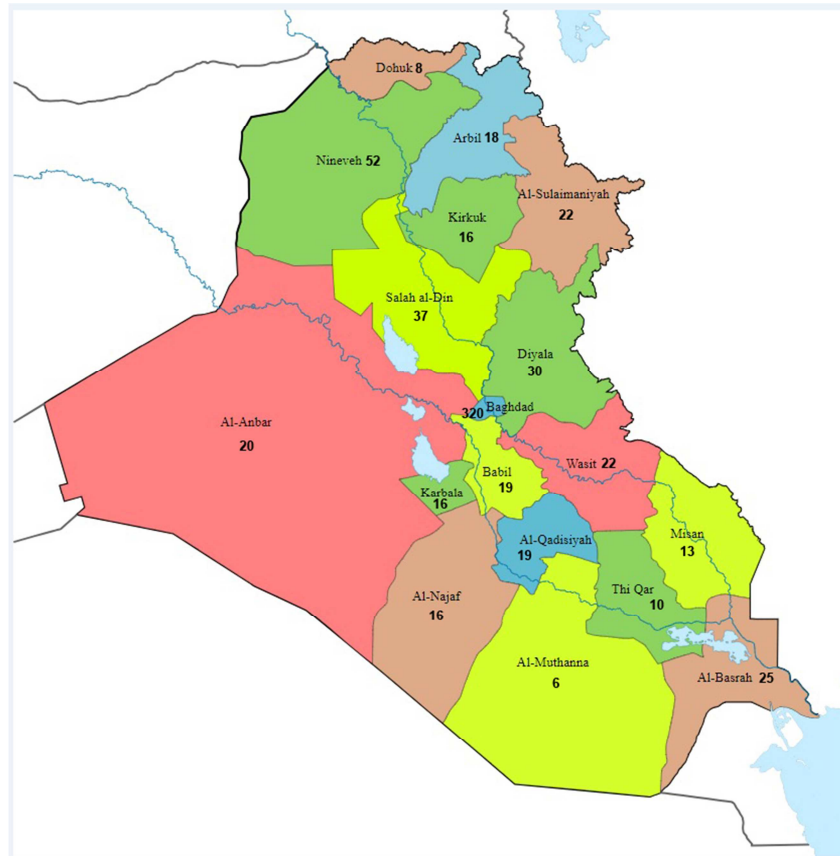 Dohuk 8
Arbil 18
Nineveh 52
Al-Sulaimaniyah
22
Kirkuk
16
Salah al-Din
37
Diyala
30
320 Baghdad
Al-Anbar
20
Wasit 22
Babil
19
Karbala
16
Misan
13
Al-Qadisiyah
19
Thi Qar
10
Al-Najaf
16
Al-Muthanna
6
Al-Basrah 25